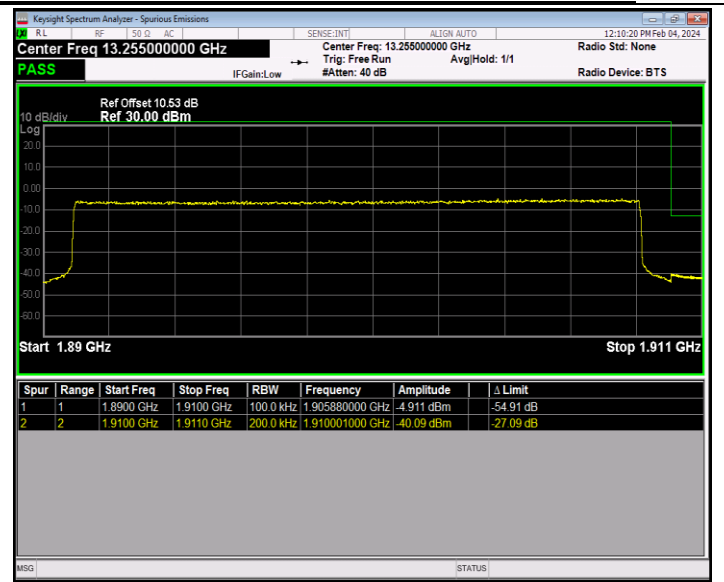 Keysight Spectrum Analyzer - Spurious Emissions
RL RF 50 Ω AC SENSE:INT ALIGN AUTO 12:10:20 PM Feb 04, 2024
Center Freq 13.255000000 GHz Center Freq: 13.255000000 GHz Radio Std: None
Trig: Free Run Avg|Hold: 1/1
PASS IFGain:Low #Atten: 40 dB Radio Device: BTS
Ref Offset 10.53 dB
10 dB/div Ref 30.00 dBm
Log
20.0
10.0
0.00
-10.0
-20.0
-30.0
-40.0
-50.0
-60.0
Start 1.89 GHz Stop 1.911 GHz
Spur Range Start Freq Stop Freq RBW Frequency Amplitude Δ Limit
1 1 1.8900 GHz 1.9100 GHz 100.0 kHz 1.905880000 GHz -4.911 dBm -54.91 dB
2 2 1.9100 GHz 1.9110 GHz 200.0 kHz 1.910001000 GHz -40.09 dBm -27.09 dB
MSG STATUS